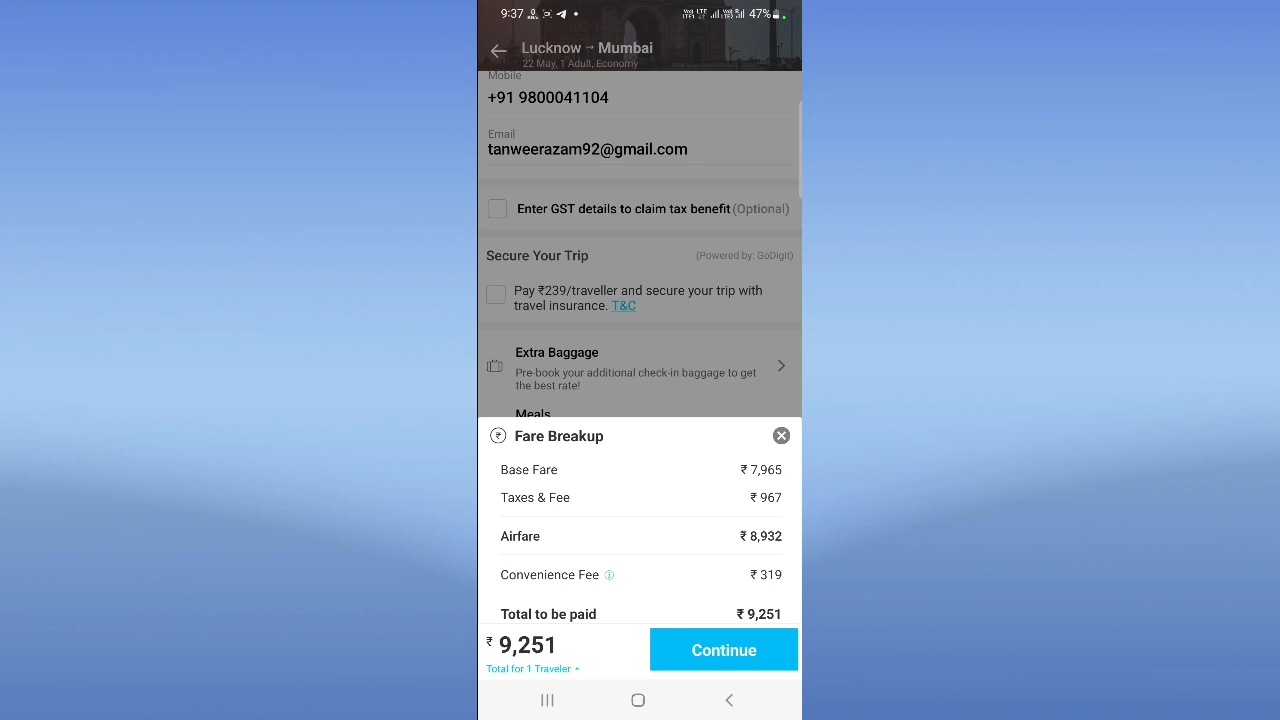 9:37 47%
Lucknow → Mumbai
22 May, 1 Adult, Economy
Mobile
+91 9800041104
Email
tanweerazam92@gmail.com
Enter GST details to claim tax benefit (Optional)
Secure Your Trip (Powered by: GoDigit)
Pay ₹239/traveller and secure your trip with
travel insurance. T&C
Extra Baggage
Pre-book your additional check-in baggage to get
the best rate!
Meals
Fare Breakup
Base Fare ₹ 7,965
Taxes & Fee ₹ 967
Airfare ₹ 8,932
Convenience Fee ₹ 319
Total to be paid ₹ 9,251
₹ 9,251
Total for 1 Traveler
Continue